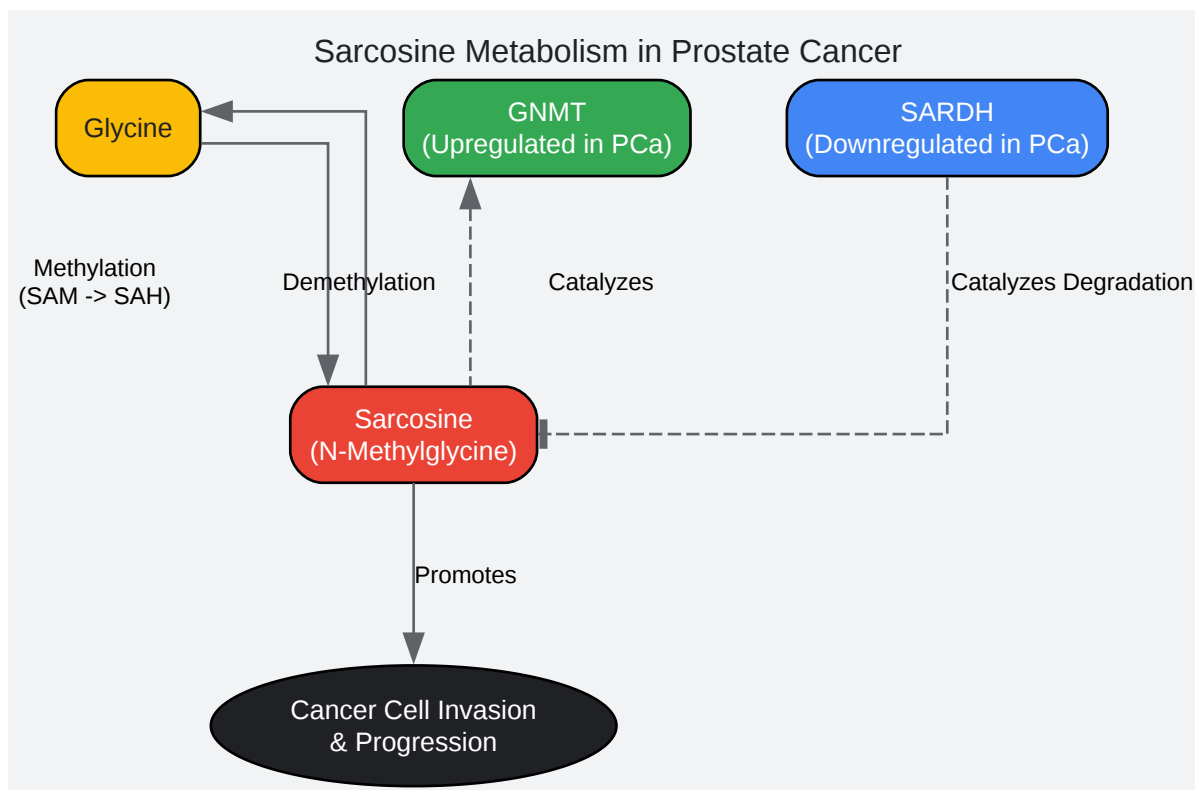 Sarcosine Metabolism in Prostate Cancer
Glycine
GNMT
(Upregulated in PCa)
SARDH
(Downregulated in PCa)
Methylation
(SAM -> SAH)
Demethylation
Catalyzes
Catalyzes Degradation
Sarcosine
(N-Methylglycine)
Promotes
Cancer Cell Invasion
& Progression